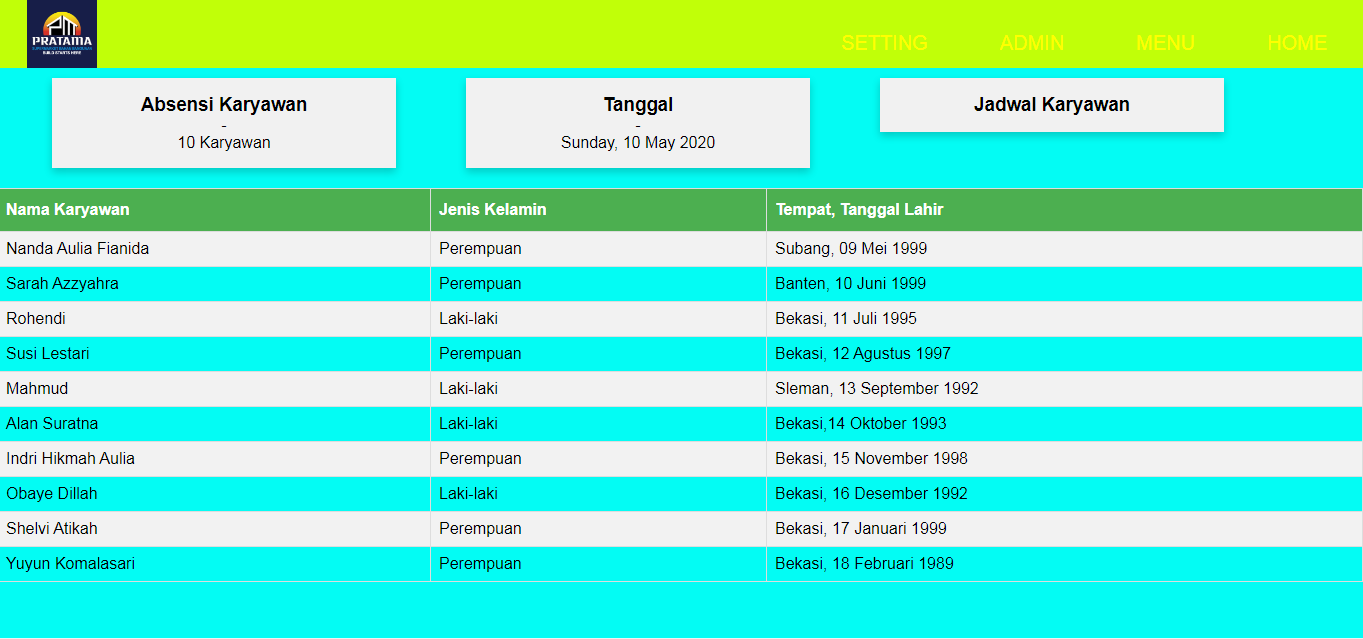 PRATAMA
BUILD STARTS HERE
SETTING ADMIN MENU HOME
Absensi Karyawan
-
10 Karyawan
Tanggal
-
Sunday, 10 May 2020
Jadwal Karyawan
Nama Karyawan Jenis Kelamin Tempat, Tanggal Lahir
Nanda Aulia Fianida Perempuan Subang, 09 Mei 1999
Sarah Azzyahra Perempuan Banten, 10 Juni 1999
Rohendi Laki-laki Bekasi, 11 Juli 1995
Susi Lestari Perempuan Bekasi, 12 Agustus 1997
Mahmud Laki-laki Sleman, 13 September 1992
Alan Suratna Laki-laki Bekasi,14 Oktober 1993
Indri Hikmah Aulia Perempuan Bekasi, 15 November 1998
Obaye Dillah Laki-laki Bekasi, 16 Desember 1992
Shelvi Atikah Perempuan Bekasi, 17 Januari 1999
Yuyun Komalasari Perempuan Bekasi, 18 Februari 1989